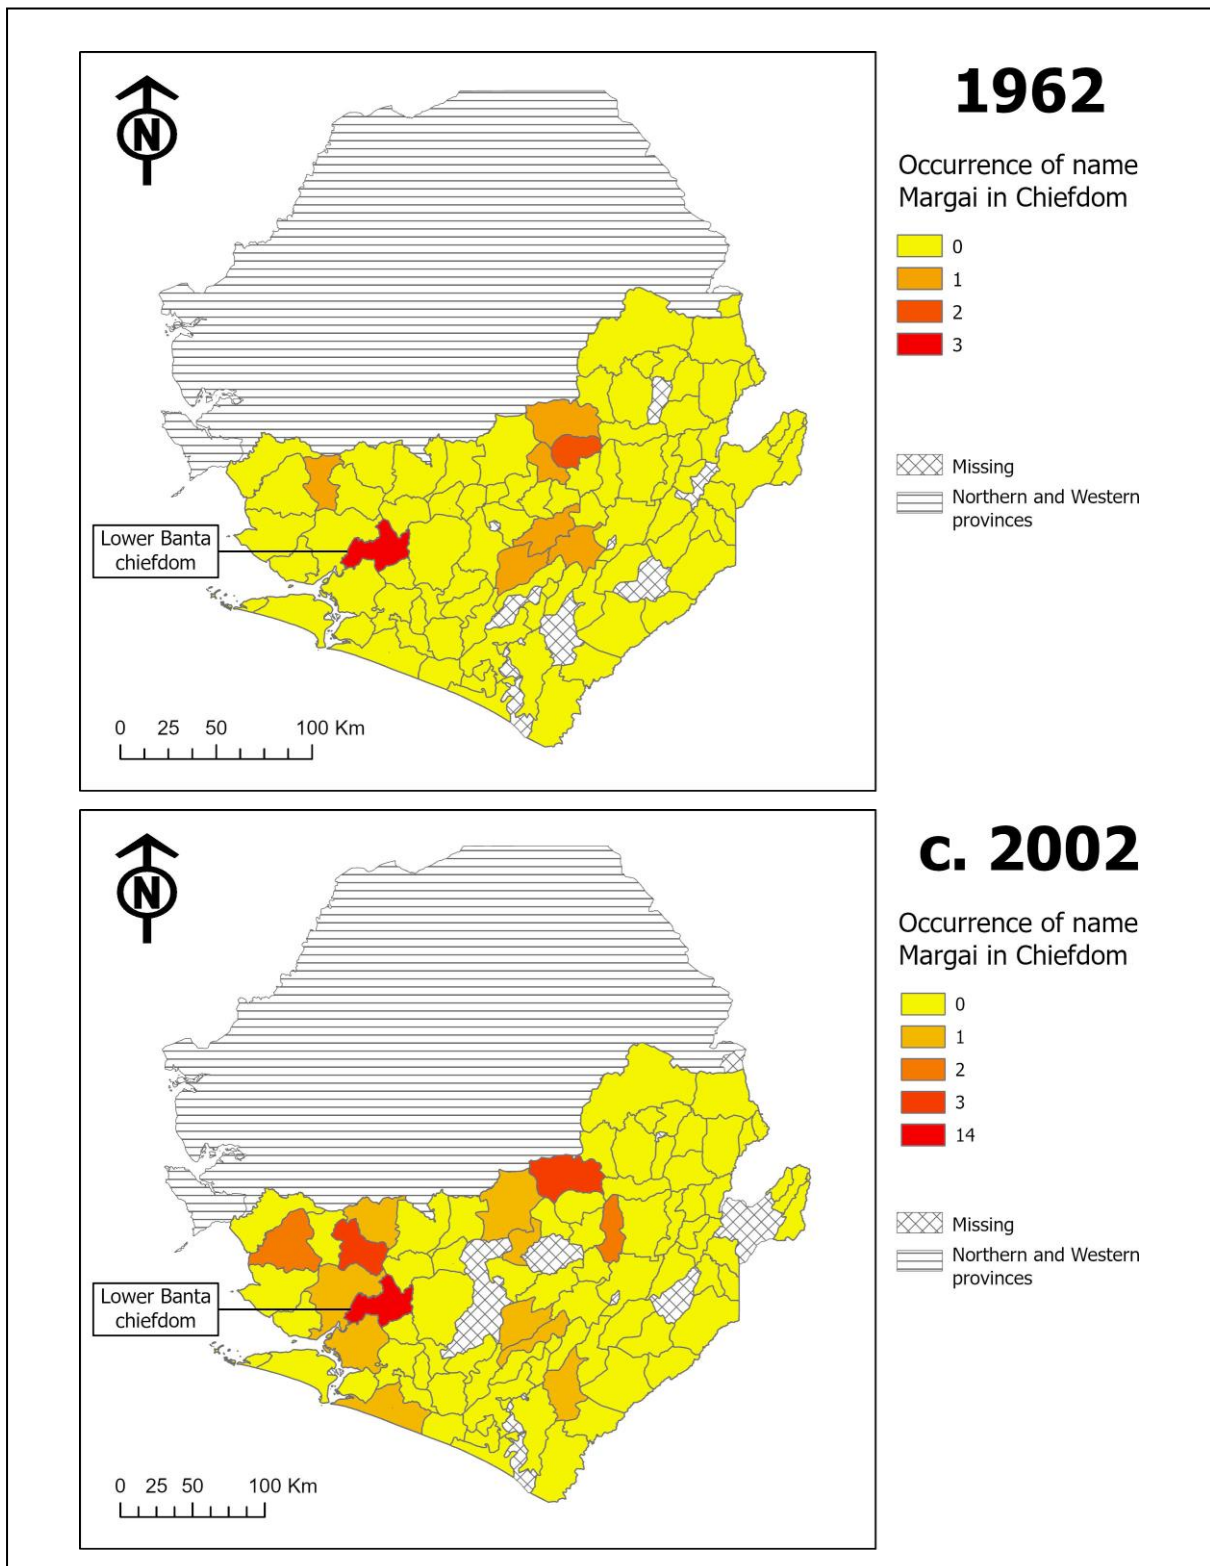 1962
N
Occurrence of name
Margai in Chiefdom
0
1
2
3
Missing
Northern and Western
provinces
Lower Banta
chiefdom
0 25 50 100 Km
c. 2002
N
Occurrence of name
Margai in Chiefdom
0
1
2
3
14
Missing
Northern and Western
provinces
Lower Banta
chiefdom
0 25 50 100 Km